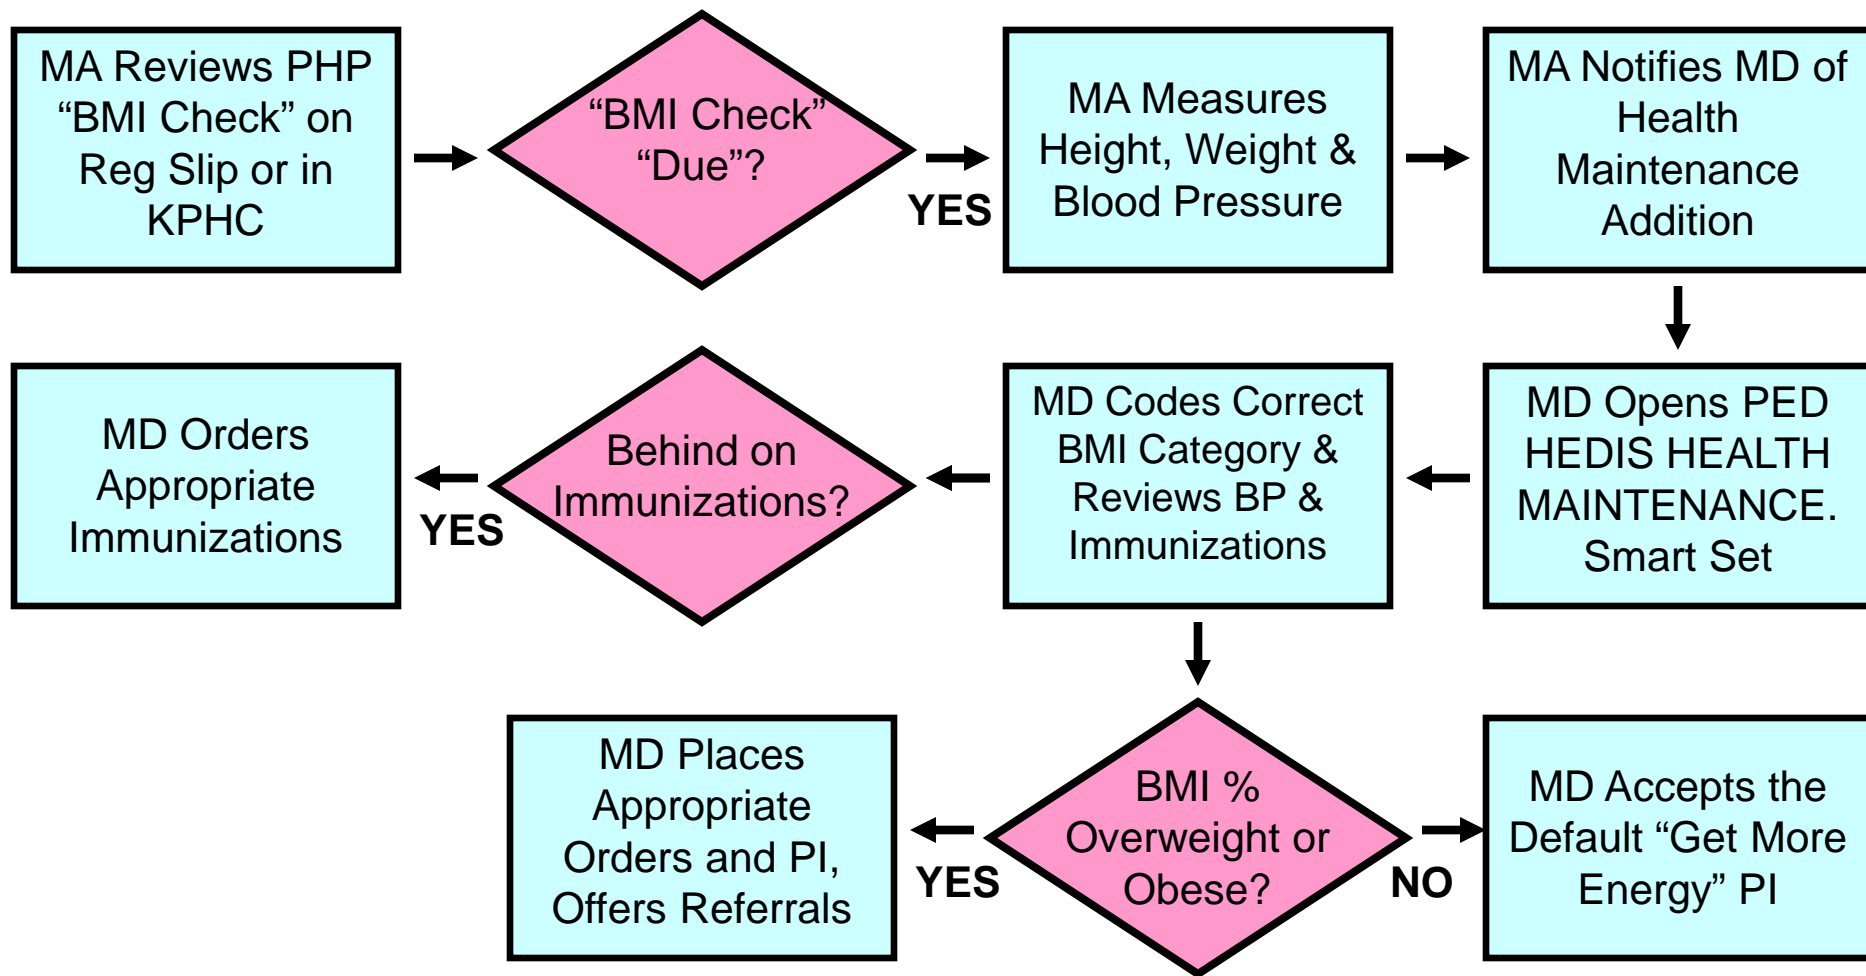 MA Reviews PHP
“BMI Check” on
Reg Slip or in
KPHC
“BMI Check”
“Due”?
YES
MA Measures
Height, Weight &
Blood Pressure
MA Notifies MD of
Health
Maintenance
Addition
MD Opens PED
HEDIS HEALTH
MAINTENANCE.
Smart Set
MD Codes Correct
BMI Category &
Reviews BP &
Immunizations
Behind on
Immunizations?
YES
MD Orders
Appropriate
Immunizations
BMI %
Overweight or
Obese?
YES
MD Places
Appropriate
Orders and PI,
Offers Referrals
NO
MD Accepts the
Default “Get More
Energy” PI